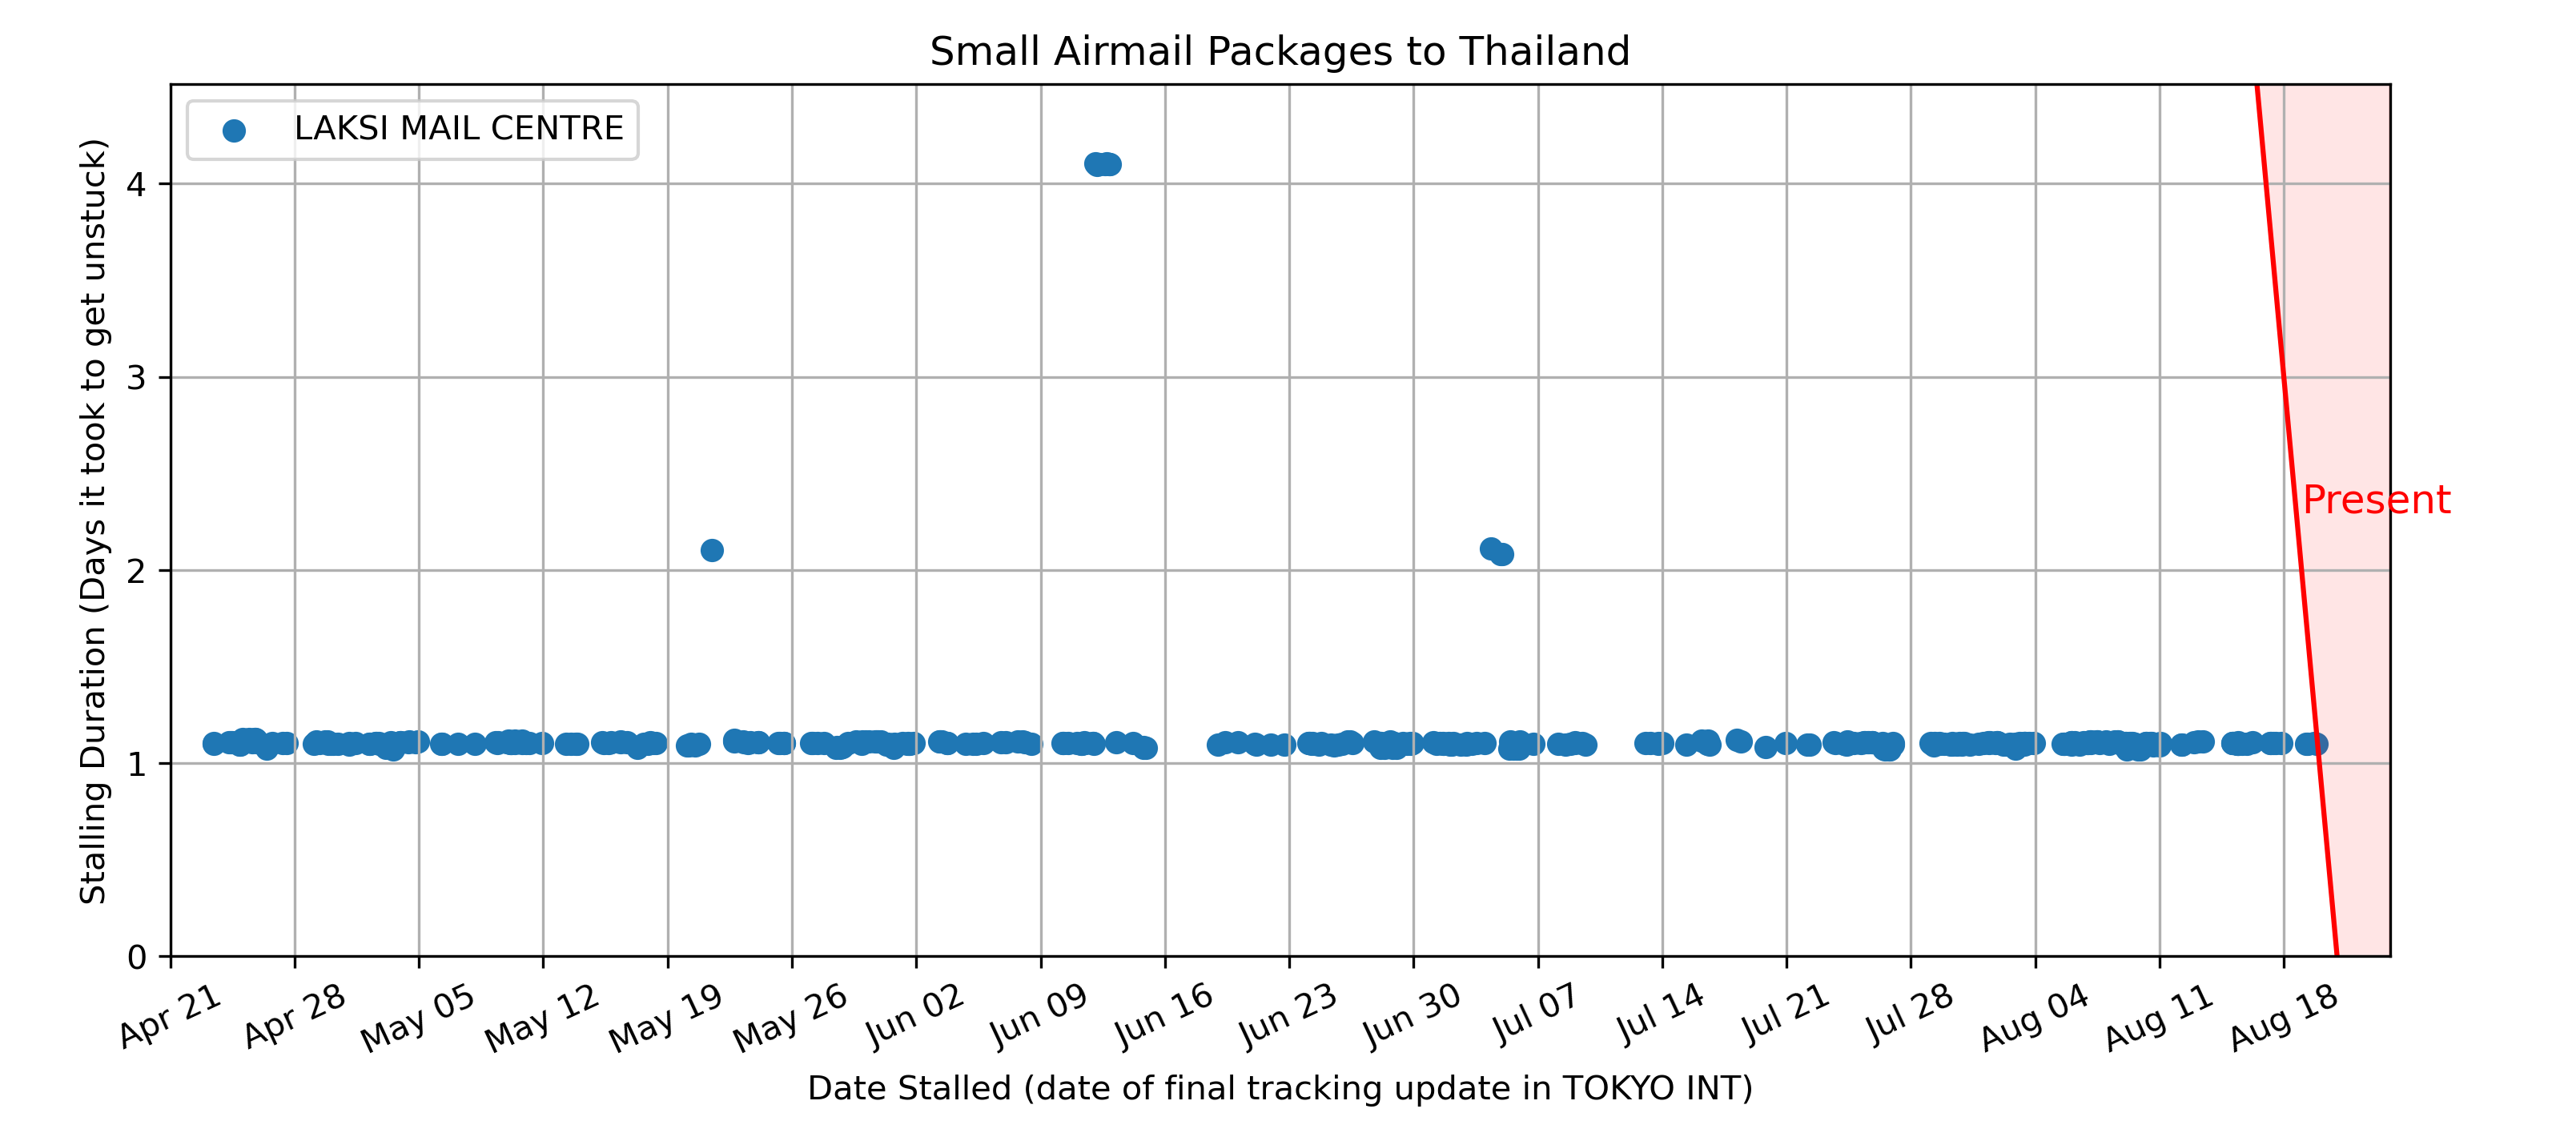 Small Airmail Packages to Thailand
LAKSI MAIL CENTRE
Stalling Duration (Days it took to get unstuck)
4
3
2
1
0
Present
Apr 21
Apr 28
May 05
May 12
May 19
May 26
Jun 02
Jun 09
Jun 16
Jun 23
Jun 30
Jul 07
Jul 14
Jul 21
Jul 28
Aug 04
Aug 11
Aug 18
Date Stalled (date of final tracking update in TOKYO INT)